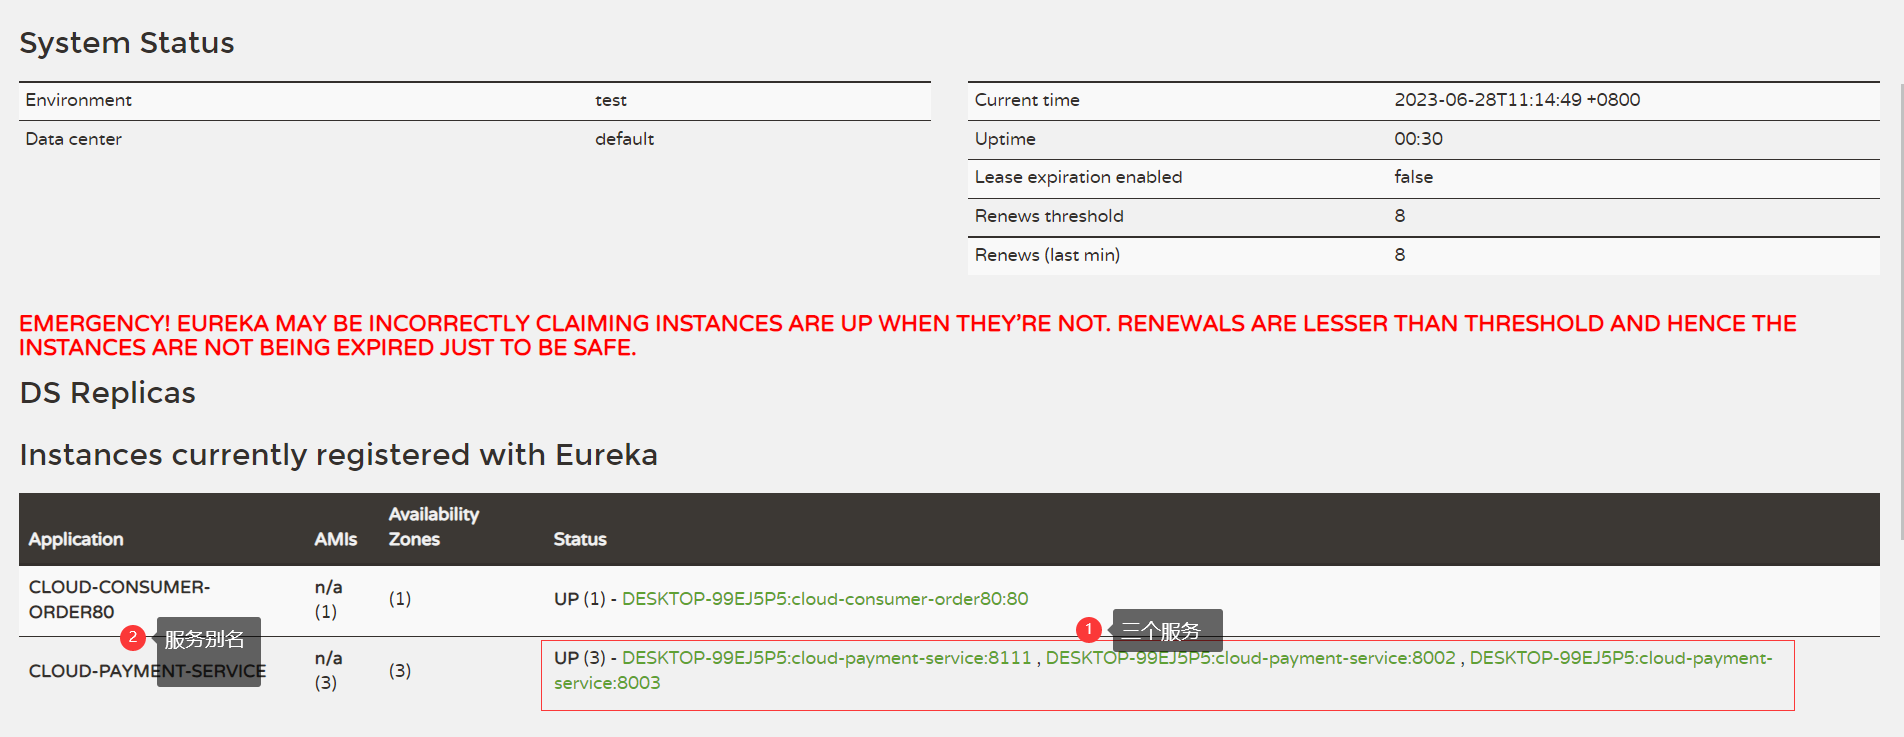 System Status
Environment test
Data center default
Current time 2023-06-28T11:14:49 +0800
Uptime 00:30
Lease expiration enabled false
Renews threshold 8
Renews (last min) 8
EMERGENCY! EUREKA MAY BE INCORRECTLY CLAIMING INSTANCES ARE UP WHEN THEY'RE NOT. RENEWALS ARE LESSER THAN THRESHOLD AND HENCE THE
INSTANCES ARE NOT BEING EXPIRED JUST TO BE SAFE.
DS Replicas
Instances currently registered with Eureka
Application AMIs Availability Zones Status
CLOUD-CONSUMER-
ORDER80
n/a
(1)
(1)
UP (1) - DESKTOP-99EJ5P5:cloud-consumer-order80:80
2 服务别名
1 三个服务
CLOUD-PAYMENT-SERVICE
n/a
(3)
(3)
UP (3) - DESKTOP-99EJ5P5:cloud-payment-service:8111 , DESKTOP-99EJ5P5:cloud-payment-service:8002 , DESKTOP-99EJ5P5:cloud-payment-
service:8003